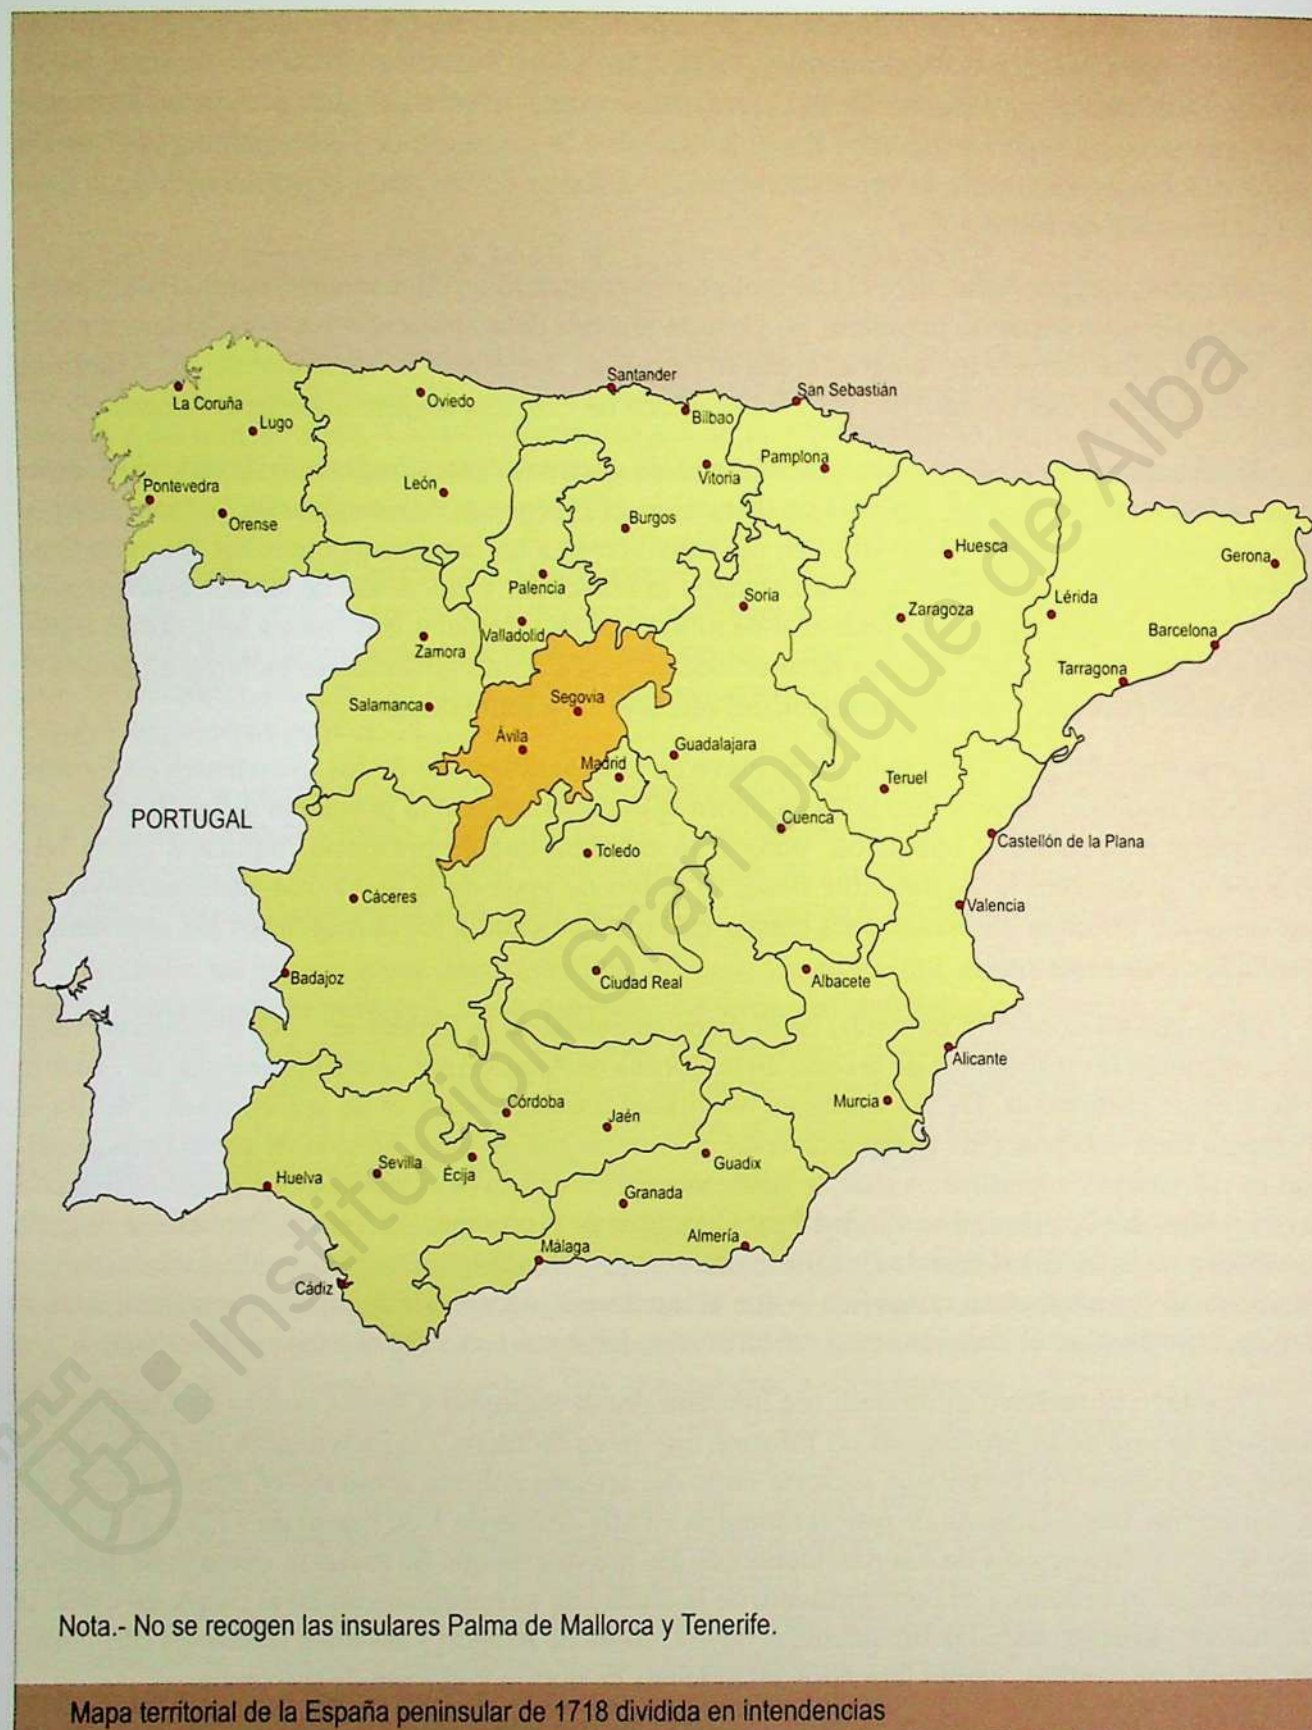 Santander
San Sebastián
La Coruña
Oviedo
Bilbao
Lugo
Pamplona
Vitoria
León
Pontevedra
Orense
Burgos
Huesca
Gerona
Palencia
Soria
Lérida
Zaragoza
Valladolid
Barcelona
Zamora
Tarragona
Segovia
Salamanca
Ávila
Guadalajara
Madrid
Teruel
PORTUGAL
Cuenca
Castellón de la Plana
Toledo
Cáceres
Valencia
Badajoz
Ciudad Real
Albacete
Alicante
Córdoba
Murcia
Jaén
Sevilla
Écija
Guadix
Huelva
Granada
Almería
Málaga
Cádiz
Institución Gran Duque de Alba
Nota.- No se recogen las insulares Palma de Mallorca y Tenerife.
Mapa territorial de la España peninsular de 1718 dividida en intendencias